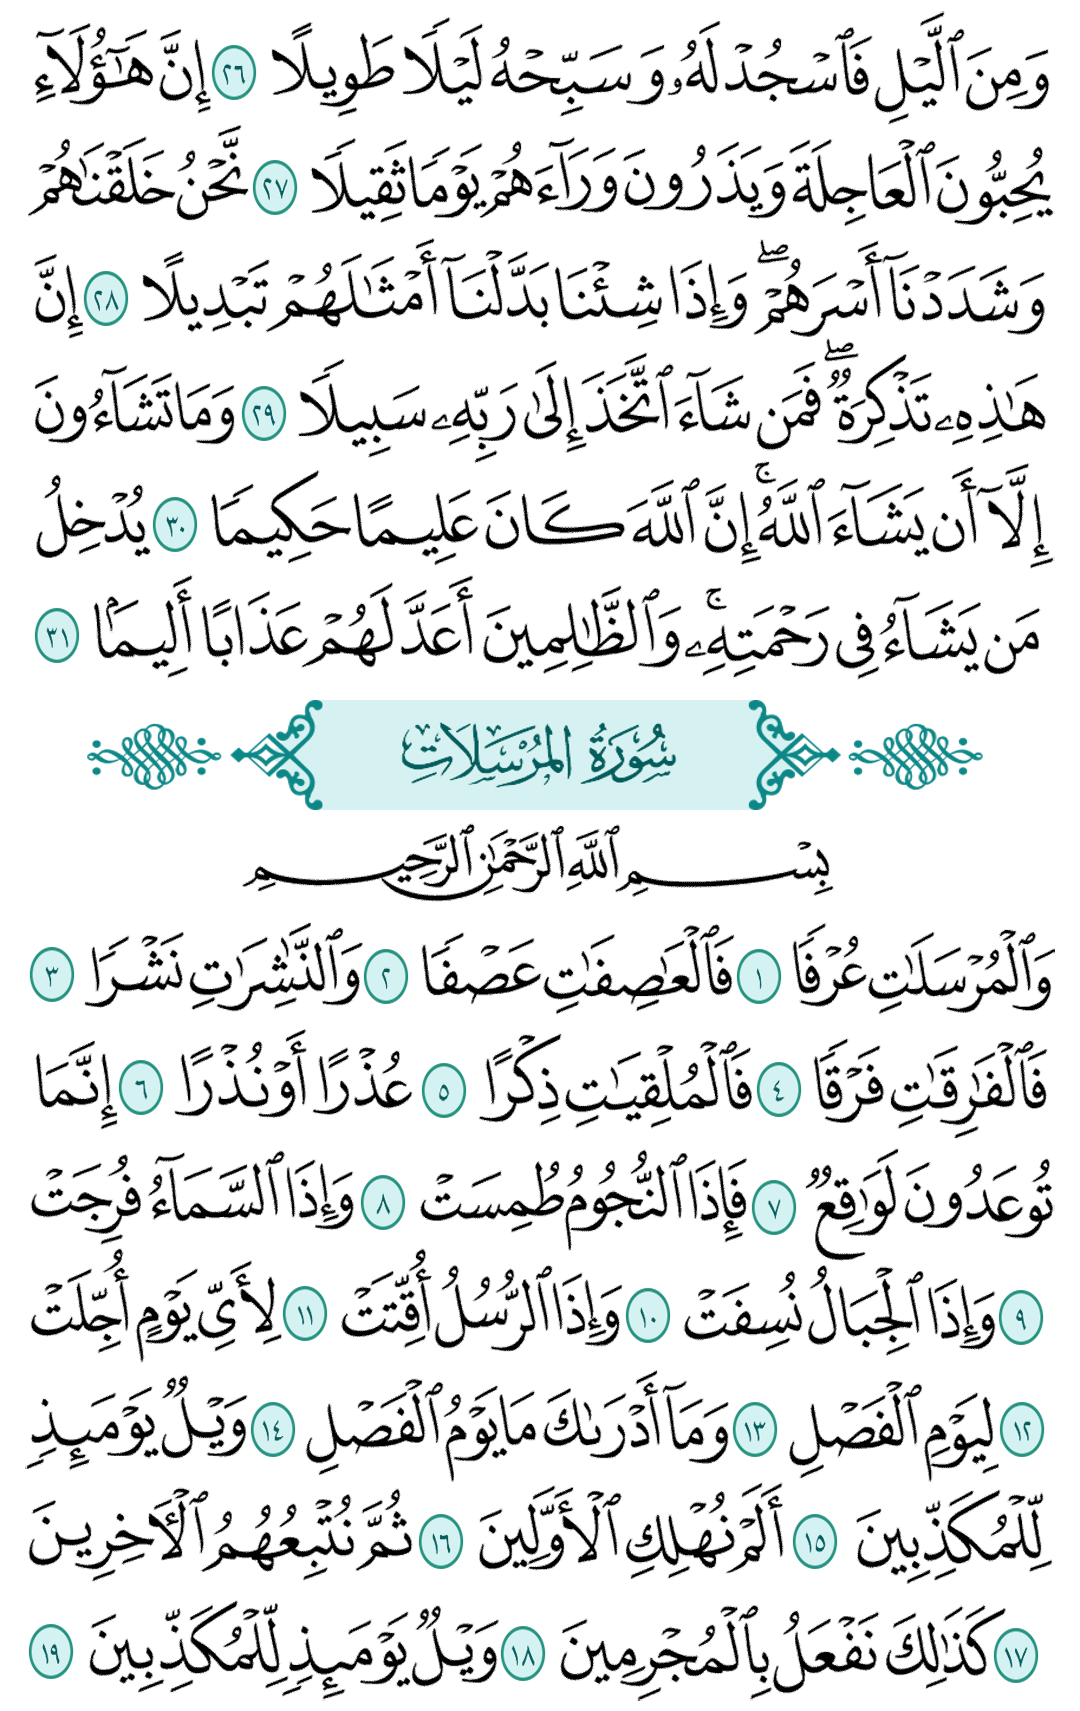 وَمِنَ ٱلَّيۡلِ فَٱسۡجُدۡ لَهُۥ وَسَبِّحۡهُ لَيۡلٗا طَوِيلًا ٢٦ إِنَّ هَٰٓؤُلَآءِ
يُحِبُّونَ ٱلۡعَاجِلَةَ وَيَذَرُونَ وَرَآءَهُمۡ يَوۡمٗا ثَقِيلٗا ٢٧ نَّحۡنُ خَلَقۡنَٰهُمۡ
وَشَدَدۡنَآ أَسۡرَهُمۡۖ وَإِذَا شِئۡنَا بَدَّلۡنَآ أَمۡثَٰلَهُمۡ تَبۡدِيلًا ٢٨ إِنَّ
هَٰذِهِۦ تَذۡكِرَةٞۖ فَمَن شَآءَ ٱتَّخَذَ إِلَىٰ رَبِّهِۦ سَبِيلٗا ٢٩ وَمَا تَشَآءُونَ
إِلَّآ أَن يَشَآءَ ٱللَّهُۚ إِنَّ ٱللَّهَ كَانَ عَلِيمًا حَكِيمٗا ٣٠ يُدۡخِلُ
مَن يَشَآءُ فِي رَحۡمَتِهِۦۚ وَٱلظَّٰلِمِينَ أَعَدَّ لَهُمۡ عَذَابًا أَلِيمَۢا ٣١
سُورَةُ المُرْسَلَاتِ
بِسۡمِ ٱللَّهِ ٱلرَّحۡمَٰنِ ٱلرَّحِيمِ
وَٱلۡمُرۡسَلَٰتِ عُرۡفٗا ١ فَٱلۡعَٰصِفَٰتِ عَصۡفٗا ٢ وَٱلنَّٰشِرَٰتِ نَشۡرٗا ٣
فَٱلۡفَٰرِقَٰتِ فَرۡقٗا ٤ فَٱلۡمُلۡقِيَٰتِ ذِكۡرًا ٥ عُذۡرًا أَوۡ نُذۡرًا ٦ إِنَّمَا
تُوعَدُونَ لَوَٰقِعٞ ٧ فَإِذَا ٱلنُّجُومُ طُمِسَتۡ ٨ وَإِذَا ٱلسَّمَآءُ فُرِجَتۡ
٩ وَإِذَا ٱلۡجِبَالُ نُسِفَتۡ ١٠ وَإِذَا ٱلرُّسُلُ أُقِّتَتۡ ١١ لِأَيِّ يَوۡمٍ أُجِّلَتۡ
١٢ لِيَوۡمِ ٱلۡفَصۡلِ ١٣ وَمَآ أَدۡرَىٰكَ مَا يَوۡمُ ٱلۡفَصۡلِ ١٤ وَيۡلٞ يَوۡمَئِذٖ
لِّلۡمُكَذِّبِينَ ١٥ أَلَمۡ نُهۡلِكِ ٱلۡأَوَّلِينَ ١٦ ثُمَّ نُتۡبِعُهُمُ ٱلۡأٓخِرِينَ
١٧ كَذَٰلِكَ نَفۡعَلُ بِٱلۡمُجۡرِمِينَ ١٨ وَيۡلٞ يَوۡمَئِذٖ لِّلۡمُكَذِّبِينَ ١٩